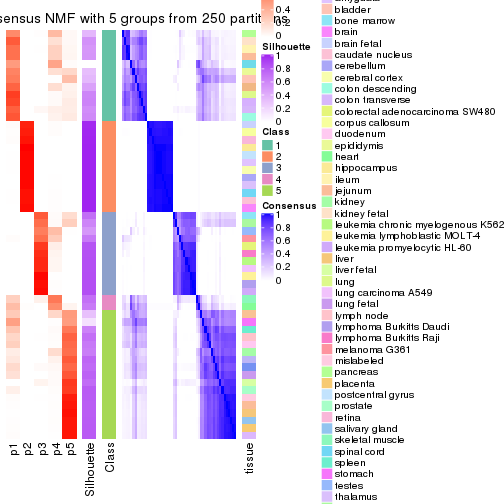 sensus NMF with 5 groups from 250 partitions
0.4
0.2
0
Silhouette
1
0.8
0.6
0.4
0.2
0
Class
1
2
3
4
5
Consensus
1
0.8
0.6
0.4
0.2
0
p1
p2
p3
p4
p5
Silhouette
Class
tissue
bladder
bone marrow
brain
brain fetal
caudate nucleus
cerebellum
cerebral cortex
colon descending
colon transverse
colorectal adenocarcinoma SW480
corpus callosum
duodenum
epididymis
heart
hippocampus
ileum
jejunum
kidney
kidney fetal
leukemia chronic myelogenous K562
leukemia lymphoblastic MOLT-4
leukemia promyelocytic HL-60
liver
liver fetal
lung
lung carcinoma A549
lung fetal
lymph node
lymphoma Burkitts Daudi
lymphoma Burkitts Raji
melanoma G361
mislabeled
pancreas
placenta
postcentral gyrus
prostate
retina
salivary gland
skeletal muscle
spinal cord
spleen
stomach
testes
thalamus